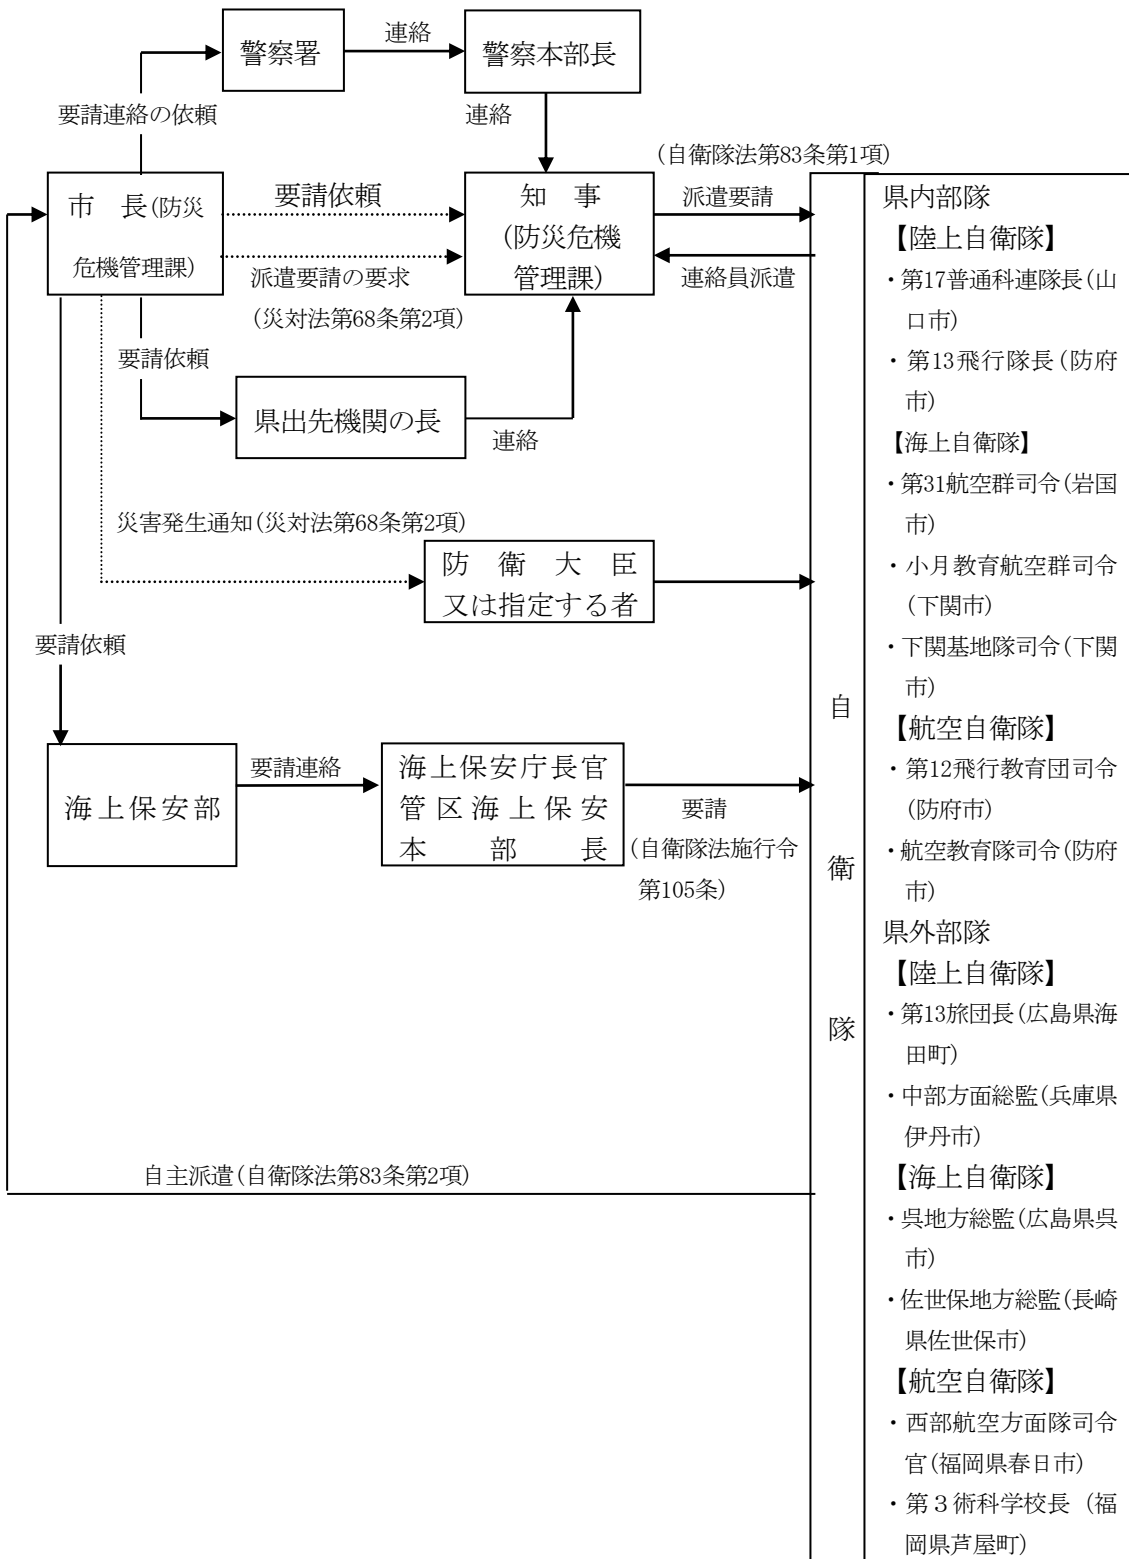 警察署
連絡
警察本部長
要請連絡の依頼
連絡
(自衛隊法第83条第1項)
市　長(防災
危機管理課)
要請依頼
派遣要請の要求
(災対法第68条第2項)
知　事
(防災危機
管理課)
派遣要請
連絡員派遣
要請依頼
県出先機関の長
連絡
災害発生通知(災対法第68条第2項)
防　衛　大　臣
又は指定する者
要請依頼
海上保安部
要請連絡
海上保安庁長官
管区海上保安
本　部　長
要請
(自衛隊法施行令
第105条)
自主派遣(自衛隊法第83条第2項)
自
衛
隊
県内部隊
【陸上自衛隊】
・第17普通科連隊長(山
口市)
・第13飛行隊長(防府
市)
【海上自衛隊】
・第31航空群司令(岩国
市)
・小月教育航空群司令
(下関市)
・下関基地隊司令(下関
市)
【航空自衛隊】
・第12飛行教育団司令
(防府市)
・航空教育隊司令(防府
市)
県外部隊
【陸上自衛隊】
・第13旅団長(広島県海
田町)
・中部方面総監(兵庫県
伊丹市)
【海上自衛隊】
・呉地方総監(広島県呉
市)
・佐世保地方総監(長崎
県佐世保市)
【航空自衛隊】
・西部航空方面隊司令
官(福岡県春日市)
・第３術科学校長（福
岡県芦屋町)